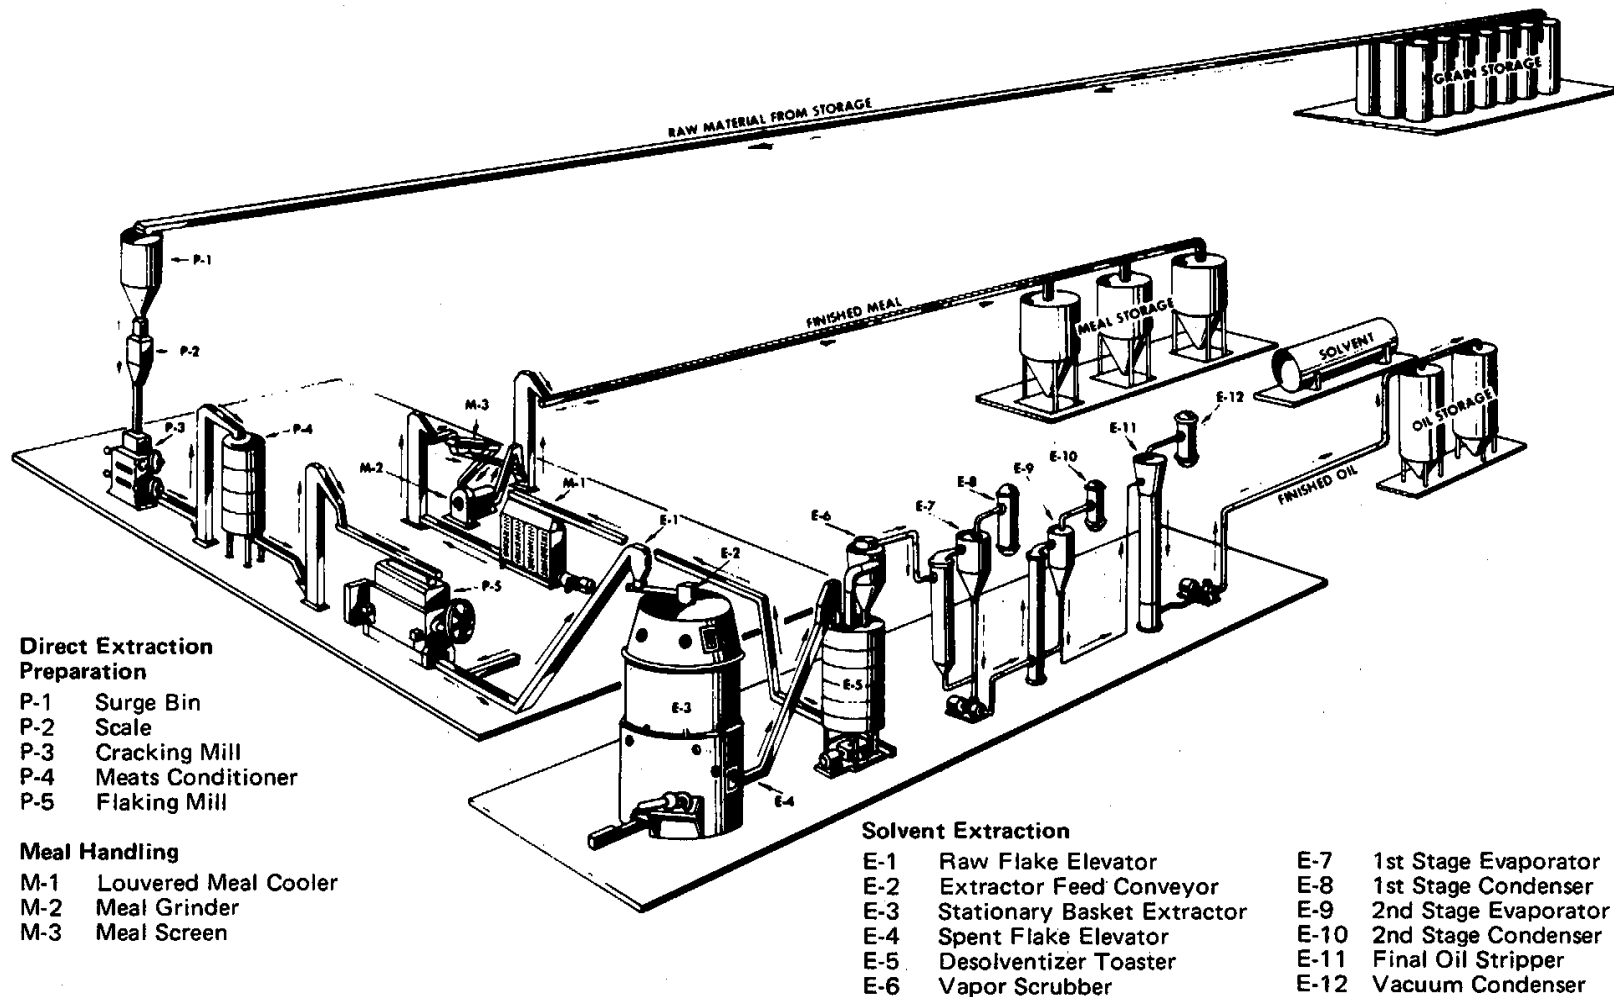 GRAIN STORAGE
RAW MATERIAL FROM STORAGE
P-1
FINISHED MEAL
MEAL STORAGE
P-2
SOLVENT
OIL STORAGE
M-3
E-12
P-3
P-4
E-11
M-2
M-1
E-10
E-9
E-8
FINISHED OIL
E-7
E-6
E-1
E-2
P-5
E-5
E-3
E-4
Direct Extraction
Preparation
P-1 Surge Bin
P-2 Scale
P-3 Cracking Mill
P-4 Meats Conditioner
P-5 Flaking Mill
Meal Handling
M-1 Louvered Meal Cooler
M-2 Meal Grinder
M-3 Meal Screen
Solvent Extraction
E-1 Raw Flake Elevator
E-2 Extractor Feed Conveyor
E-3 Stationary Basket Extractor
E-4 Spent Flake Elevator
E-5 Desolventizer Toaster
E-6 Vapor Scrubber
E-7 1st Stage Evaporator
E-8 1st Stage Condenser
E-9 2nd Stage Evaporator
E-10 2nd Stage Condenser
E-11 Final Oil Stripper
E-12 Vacuum Condenser